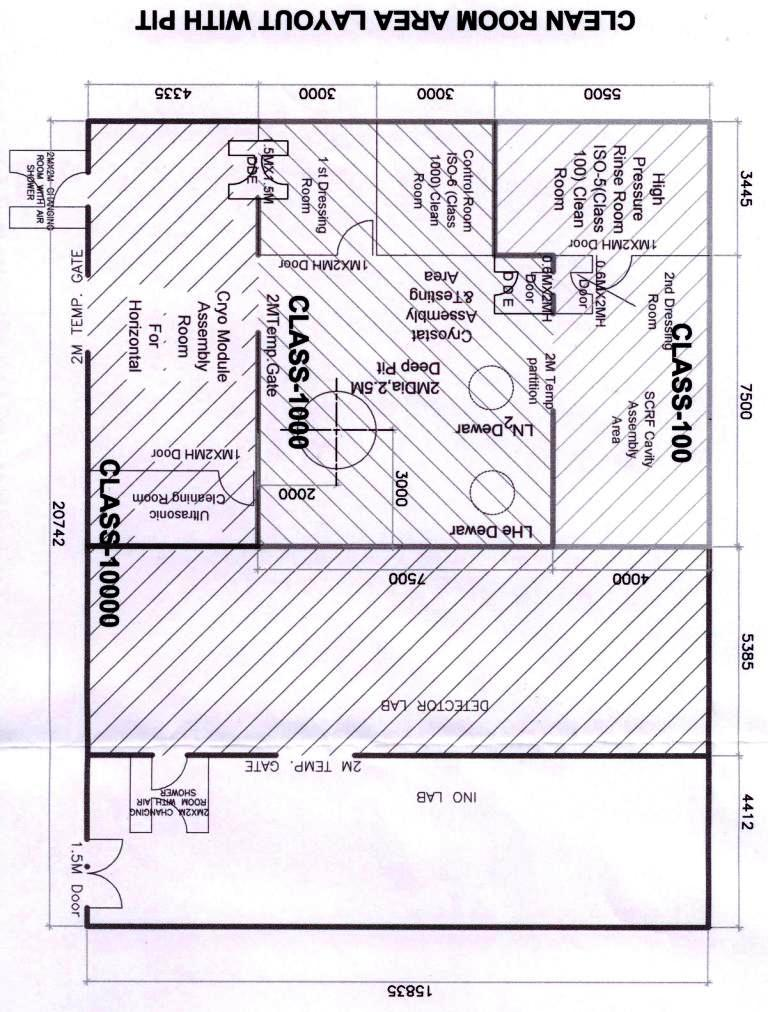 CLEAN ROOM AREA LAYOUT WITH PIT
4335
3000
3000
5500
3445
7500
5385
4412
20742
15835
2MX2M CHANGING
ROOM WITH AIR
SHOWER
2M TEMP. GATE
1.5MX1.5M
DDE
1'st Dressing
Room
1MX2MH Door
Control Room
ISO-6 (Class
1000) Clean
Room
High
Pressure
Rinse Room
ISO-5(Class
100) Clean
Room
1MX2MH Door
0.6MX2MH
Door
DDE
0.6MX2MH
Door
2nd Dressing
Room
CLASS-100
SCRF Cavity
Assembly
Area
2M Temp
partition
Cryostat
Assembly
&Testing
Area
2MDia,2.5M
Deep Pit
LN2 Dewar
LHe Dewar
CLASS-1000
2MTemp.Gate
2000
3000
Cryo Module
Assembly
Room
For
Horizontal
1MX2MH Door
Ultrasonic
Cleaning Room
CLASS-10000
7500
4000
DETECTOR LAB
2M TEMP. GATE
2MX2M CHANGING
ROOM WITH AIR
SHOWER
INO LAB
1.5M Door